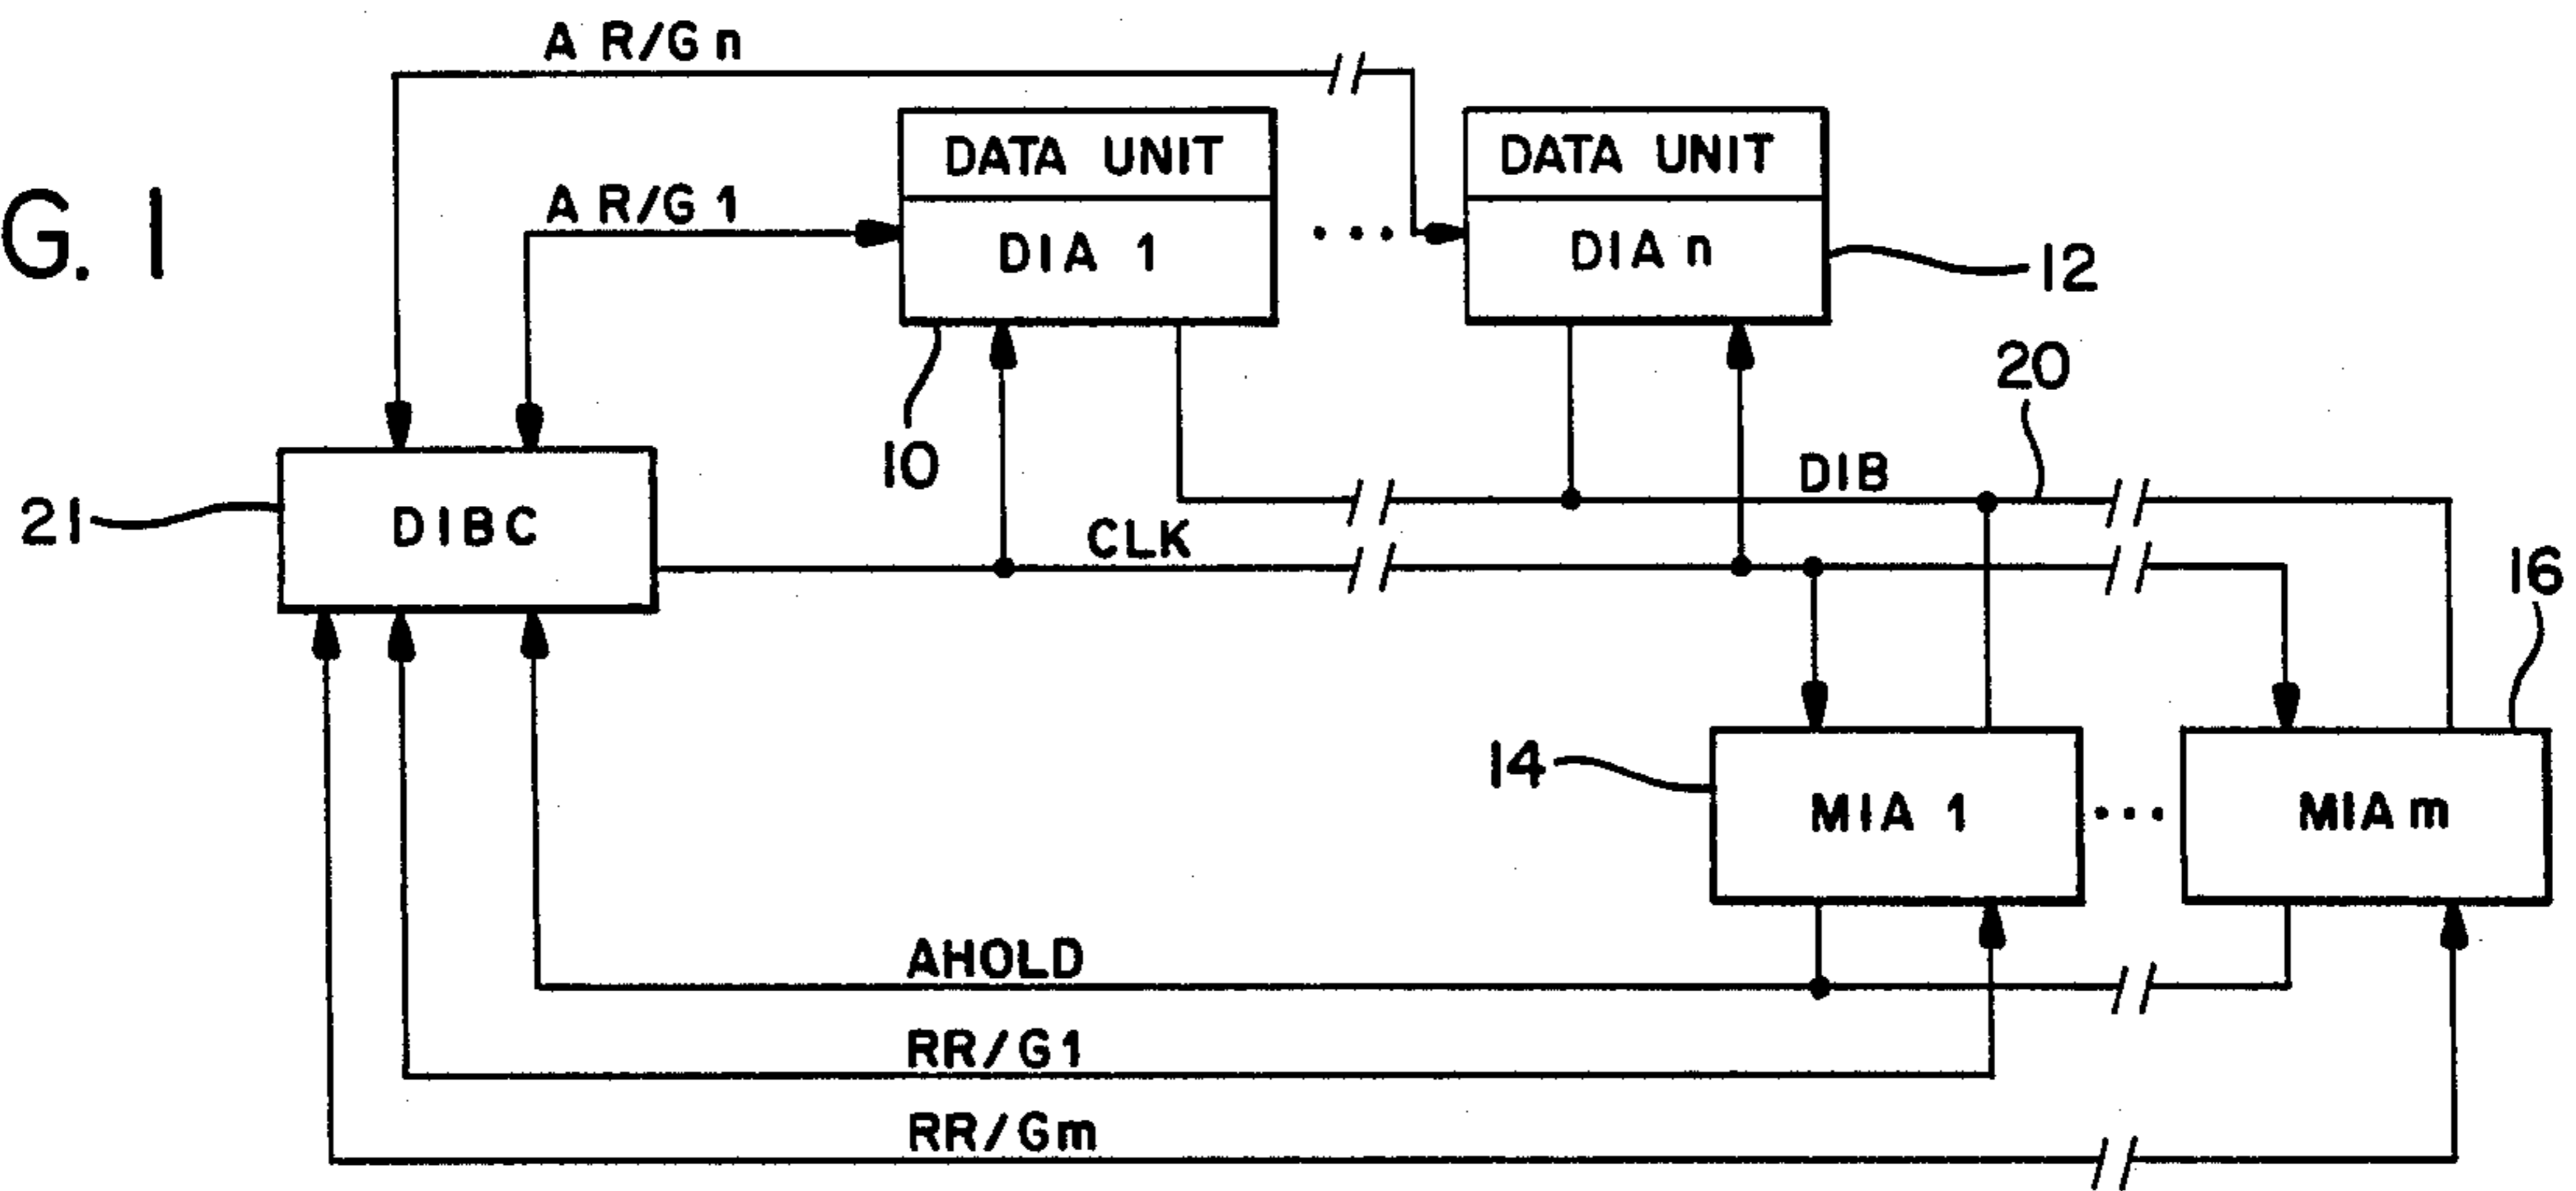 A R/G n
DATA UNIT
DATA UNIT
G. 1
A R/G 1
DIA 1
...
DIA n
12
20
10
DIB
21
DIBC
CLK
16
14
MIA 1
...
MIA m
AHOLD
RR/G1
RR/Gm